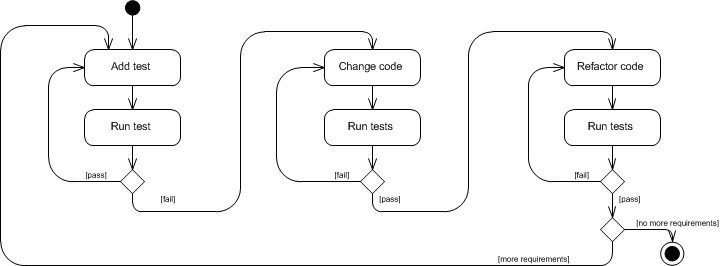 Add test
Change code
Refactor code
Run test
Run tests
Run tests
[pass]
[fail]
[fail]
[fail]
[pass]
[pass]
[no more requirements]
[more requirements]